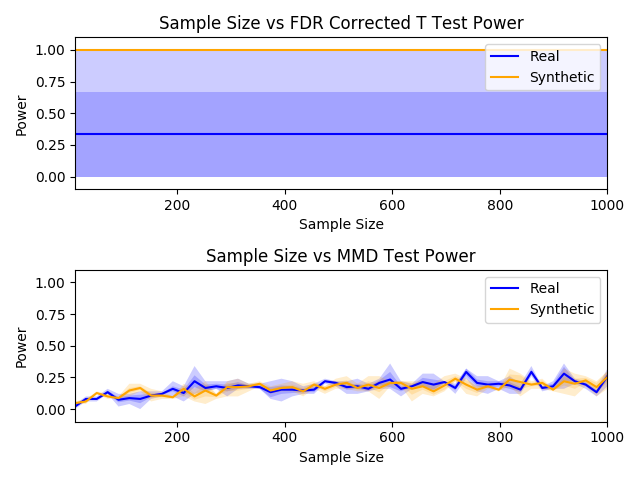 Sample Size vs FDR Corrected T Test Power
1.00
0.75
0.50
0.25
0.00
Power
Real
Synthetic
200
400
600
800
1000
Sample Size
Sample Size vs MMD Test Power
1.00
0.75
0.50
0.25
0.00
Power
Real
Synthetic
200
400
600
800
1000
Sample Size